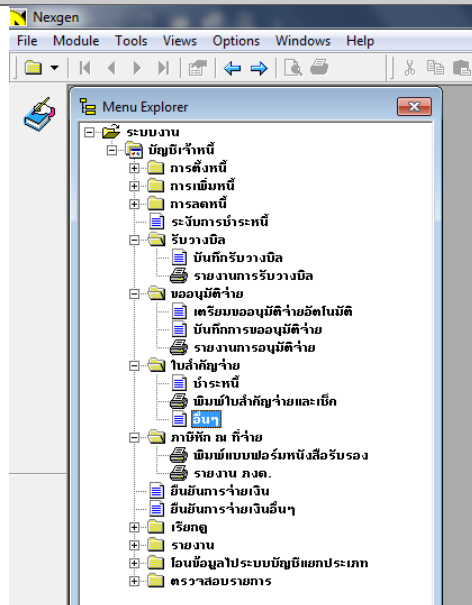 Nexgen
File Module Tools Views Options Windows Help
Menu Explorer
ระบบงาน
บัญชีเจ้าหนี้
การตั้งหนี้
การเพิ่มหนี้
การลดหนี้
ระงับการชำระหนี้
รับวางบิล
บันทึกรับวางบิล
รายงานการรับวางบิล
ขออนุมัติจ่าย
เตรียมขออนุมัติจ่ายอัตโนมัติ
บันทึกการขออนุมัติจ่าย
รายงานการอนุมัติจ่าย
ใบสำคัญจ่าย
ชำระหนี้
พิมพ์ใบสำคัญจ่ายและเช็ค
อื่นๆ
ภาษีหัก ณ ที่จ่าย
พิมพ์แบบฟอร์มหนังสือรับรอง
รายงาน ภงด.
ยืนยันการจ่ายเงิน
ยืนยันการจ่ายเงินอื่นๆ
เรียกดู
รายงาน
โอนข้อมูลไประบบบัญชีแยกประเภท
ตรวจสอบรายการ